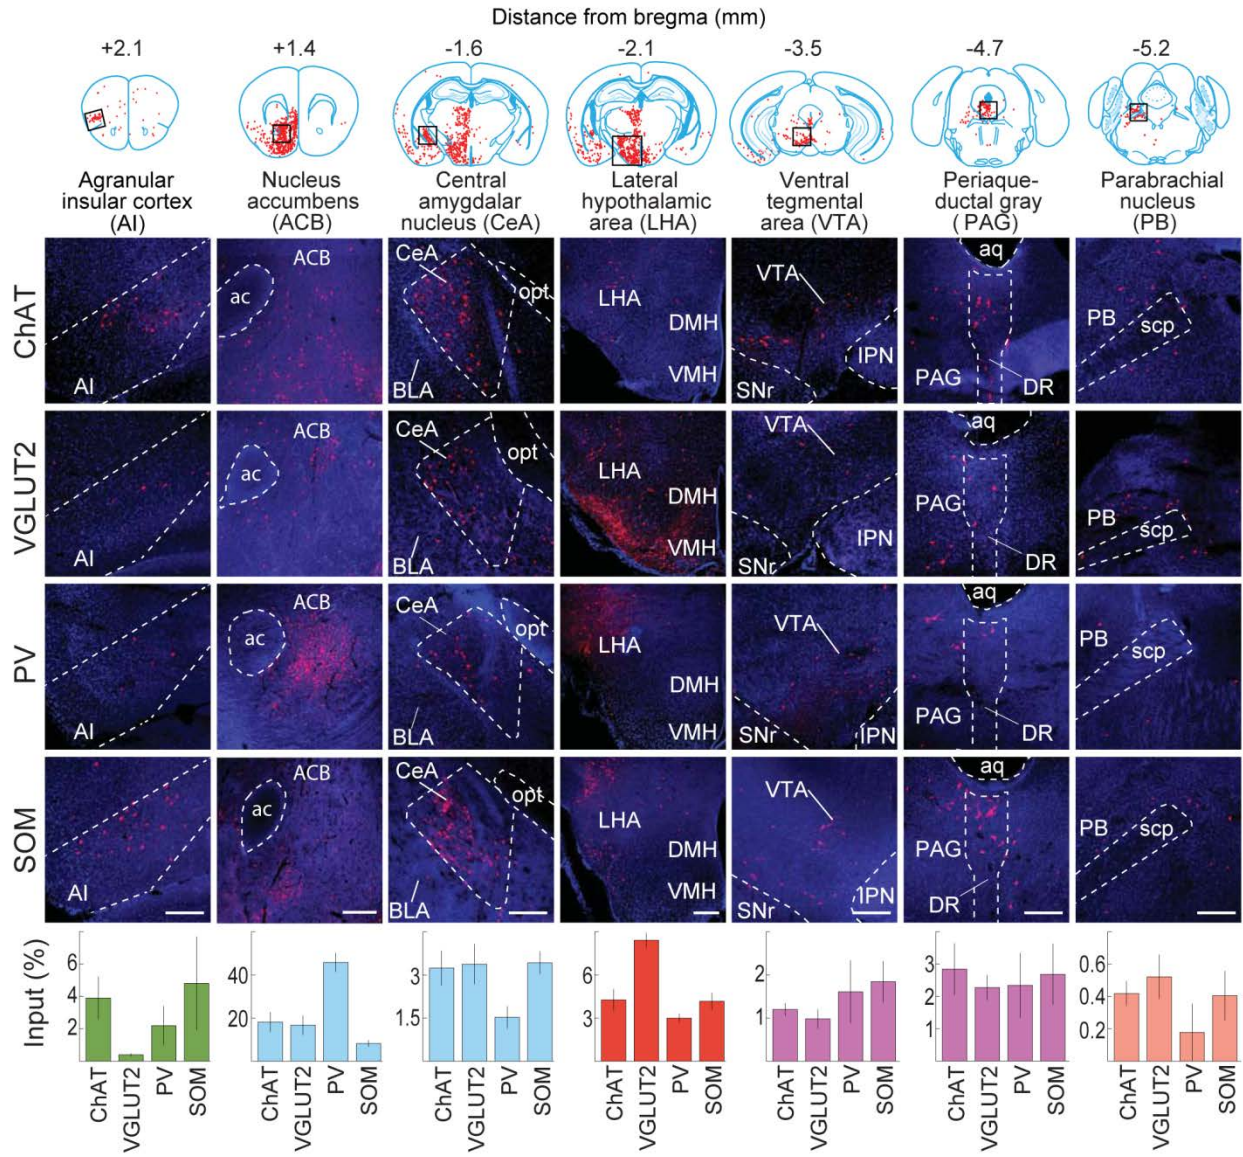 Distance from bregma (mm)
+2.1 +1.4 -1.6 -2.1 -3.5 -4.7 -5.2
Agranular insular cortex (AI)
Nucleus accumbens (ACB)
Central amygdalar nucleus (CeA)
Lateral hypothalamic area (LHA)
Ventral tegmental area (VTA)
Periaque-ductal gray (PAG)
Parabrachial nucleus (PB)
ChAT
AI
ACB
ac
CeA
opt
BLA
LHA
DMH
VMH
VTA
IPN
SNr
aq
PAG
DR
PB
scp
VGLUT2
AI
ACB
ac
CeA
opt
BLA
LHA
DMH
VMH
VTA
IPN
SNr
aq
PAG
DR
PB
scp
PV
AI
ACB
ac
CeA
opt
BLA
LHA
DMH
VMH
VTA
IPN
SNr
aq
PAG
DR
PB
scp
SOM
AI
ACB
ac
CeA
opt
BLA
LHA
DMH
VMH
VTA
IPN
SNr
aq
PAG
DR
PB
scp
Input (%)
6
4
2
ChAT
VGLUT2
PV
SOM
40
20
ChAT
VGLUT2
PV
SOM
3
1.5
ChAT
VGLUT2
PV
SOM
6
3
ChAT
VGLUT2
PV
SOM
2
1
ChAT
VGLUT2
PV
SOM
3
2
1
ChAT
VGLUT2
PV
SOM
0.6
0.4
0.2
ChAT
VGLUT2
PV
SOM